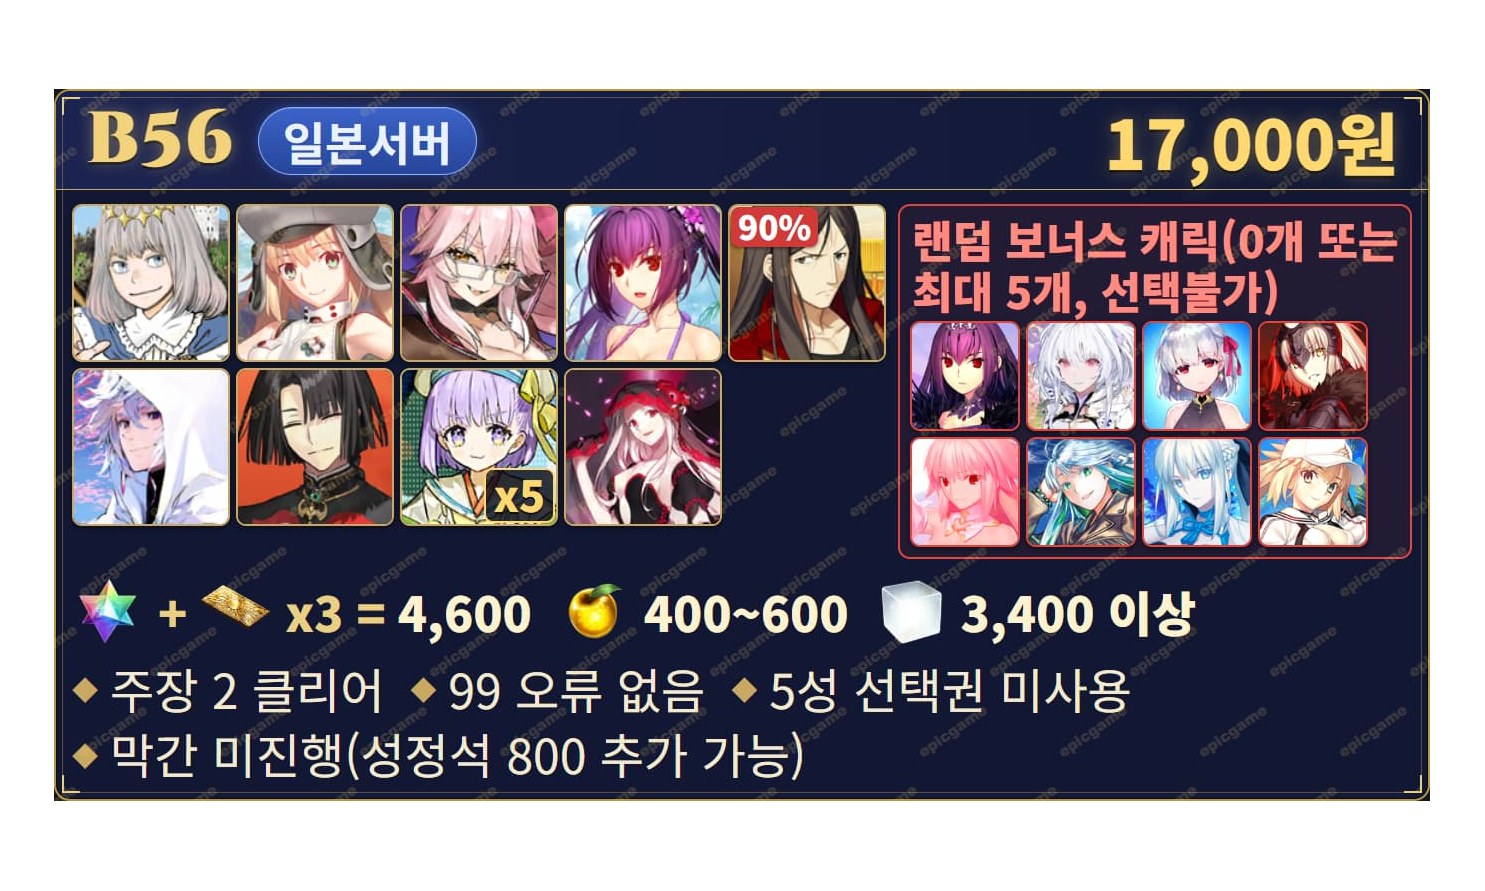 B56 일본서버 17,000원
90%
랜덤 보너스 캐릭(0개 또는
최대 5개, 선택불가)
x5
+ x3 = 4,600 400~600 3,400 이상
◆ 주장 2 클리어 ◆ 99 오류 없음 ◆ 5성 선택권 미사용
◆ 막간 미진행(성정석 800 추가 가능)
epicgame